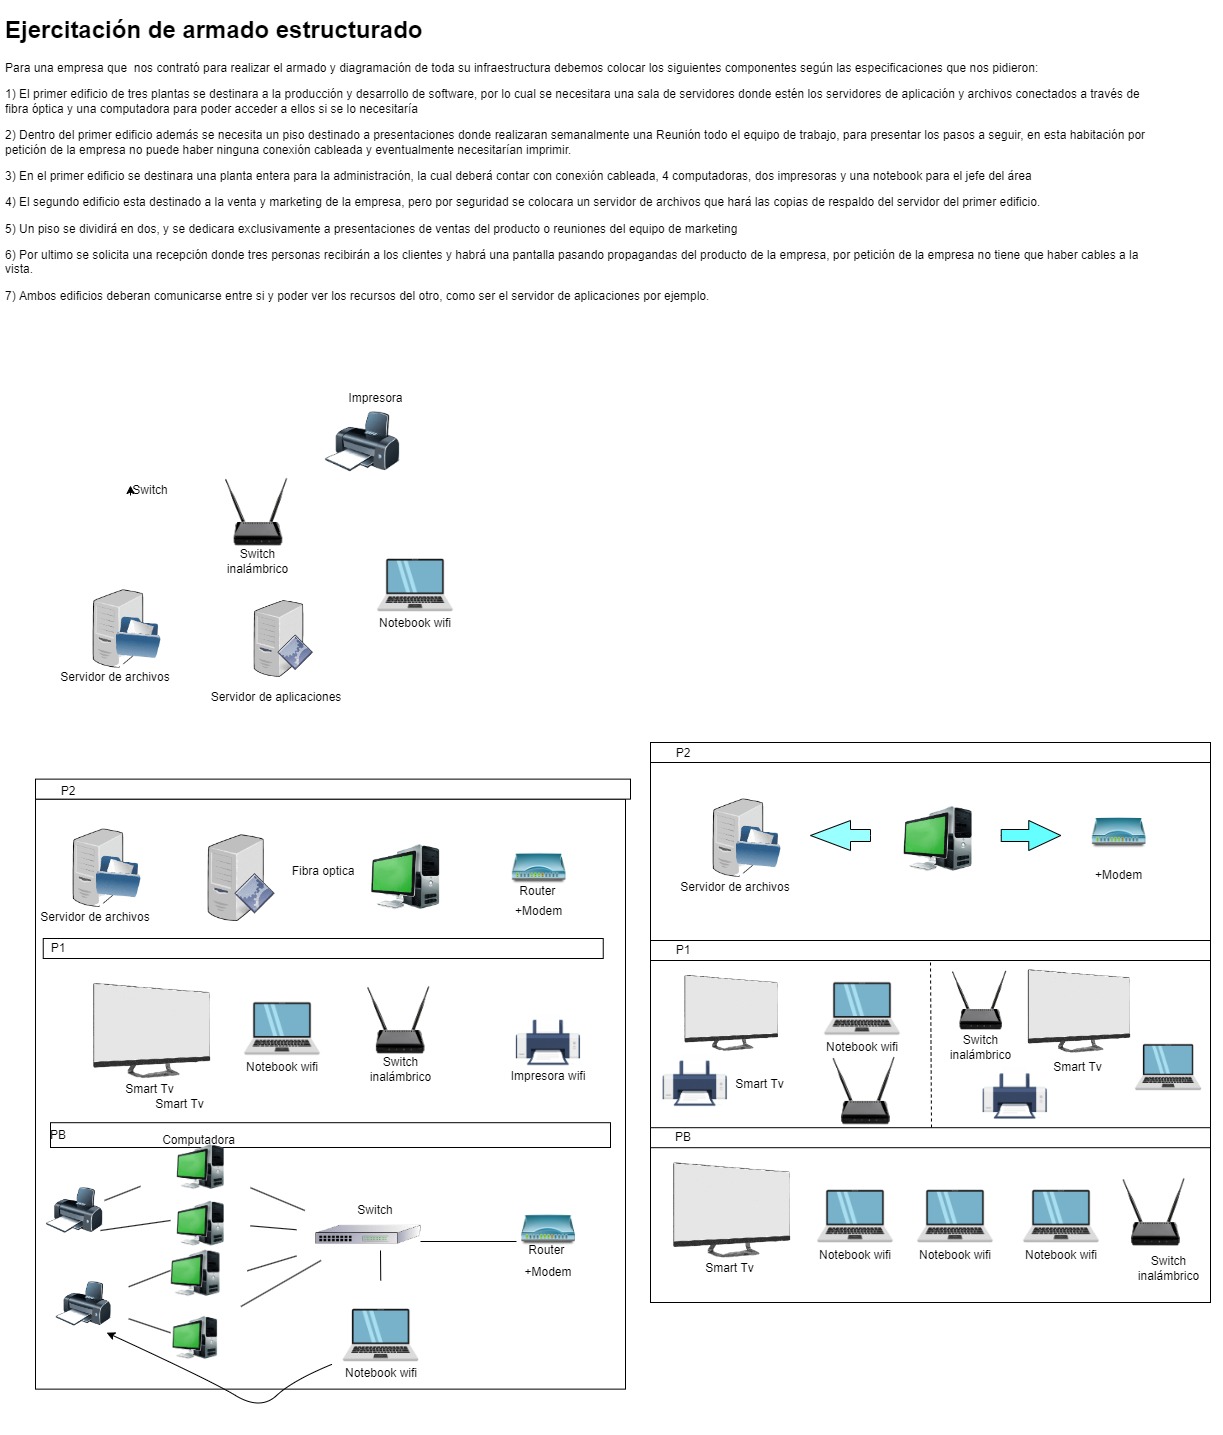 Ejercitación de armado estructurado
Para una empresa que  nos contrató para realizar el armado y diagramación de toda su infraestructura debemos colocar los siguientes componentes según las especificaciones que nos pidieron:
1) El primer edificio de tres plantas se destinara a la producción y desarrollo de software, por lo cual se necesitara una sala de servidores donde estén los servidores de aplicación y archivos conectados a través de
fibra óptica y una computadora para poder acceder a ellos si se lo necesitaría
2) Dentro del primer edificio además se necesita un piso destinado a presentaciones donde realizaran semanalmente una Reunión todo el equipo de trabajo, para presentar los pasos a seguir, en esta habitación por
petición de la empresa no puede haber ninguna conexión cableada y eventualmente necesitarían imprimir.
3) En el primer edificio se destinara una planta entera para la administración, la cual deberá contar con conexión cableada, 4 computadoras, dos impresoras y una notebook para el jefe del área
4) El segundo edificio esta destinado a la venta y marketing de la empresa, pero por seguridad se colocara un servidor de archivos que hará las copias de respaldo del servidor del primer edificio.
5) Un piso se dividirá en dos, y se dedicara exclusivamente a presentaciones de ventas del producto o reuniones del equipo de marketing
6) Por ultimo se solicita una recepción donde tres personas recibirán a los clientes y habrá una pantalla pasando propagandas del producto de la empresa, por petición de la empresa no tiene que haber cables a la
vista.
7) Ambos edificios deberan comunicarse entre si y poder ver los recursos del otro, como ser el servidor de aplicaciones por ejemplo.
Impresora
Switch
Switch
inalámbrico
Notebook wifi
Servidor de archivos
Servidor de aplicaciones
P2
Servidor de archivos
Fibra optica
Router
+Modem
P1
Smart Tv
Smart Tv
Notebook wifi
Switch
inalámbrico
Impresora wifi
PB
Computadora
Switch
Router
+Modem
Notebook wifi
P2
Servidor de archivos
+Modem
P1
Smart Tv
Notebook wifi
Switch
inalámbrico
Smart Tv
PB
Smart Tv
Notebook wifi
Notebook wifi
Notebook wifi
Switch
inalámbrico